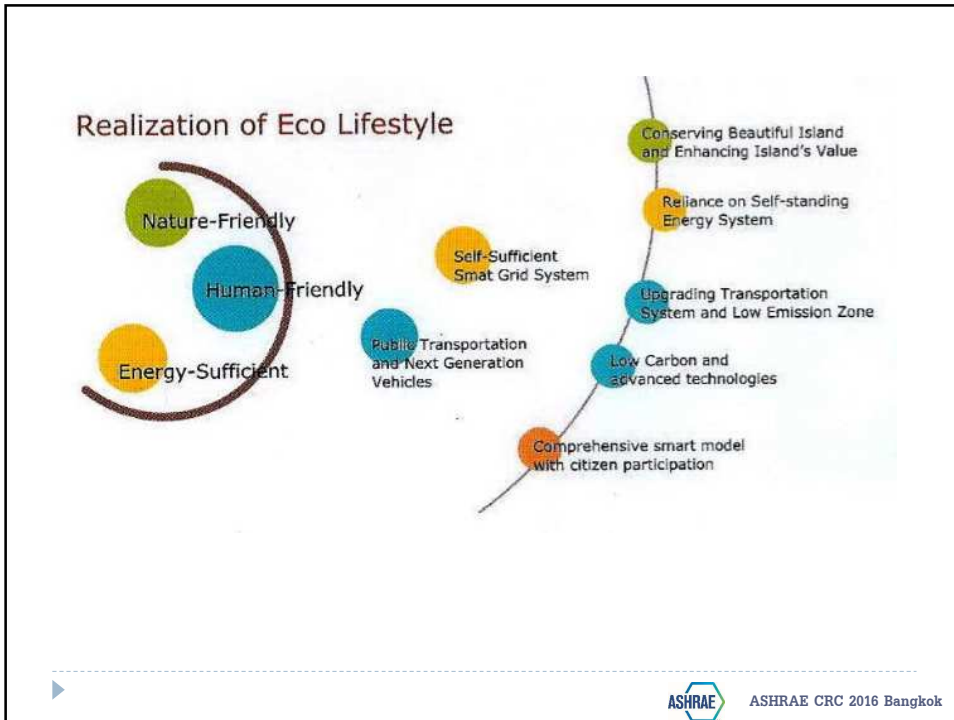 Realization of Eco Lifestyle
Nature-Friendly
Human-Friendly
Energy-Sufficient
Self-Sufficient
Smat Grid System
Public Transportation
and Next Generation
Vehicles
Conserving Beautiful Island
and Enhancing Island's Value
Reliance on Self-standing
Energy System
Upgrading Transportation
System and Low Emission Zone
Low Carbon and
advanced technologies
Comprehensive smart model
with citizen participation
ASHRAE ASHRAE CRC 2016 Bangkok